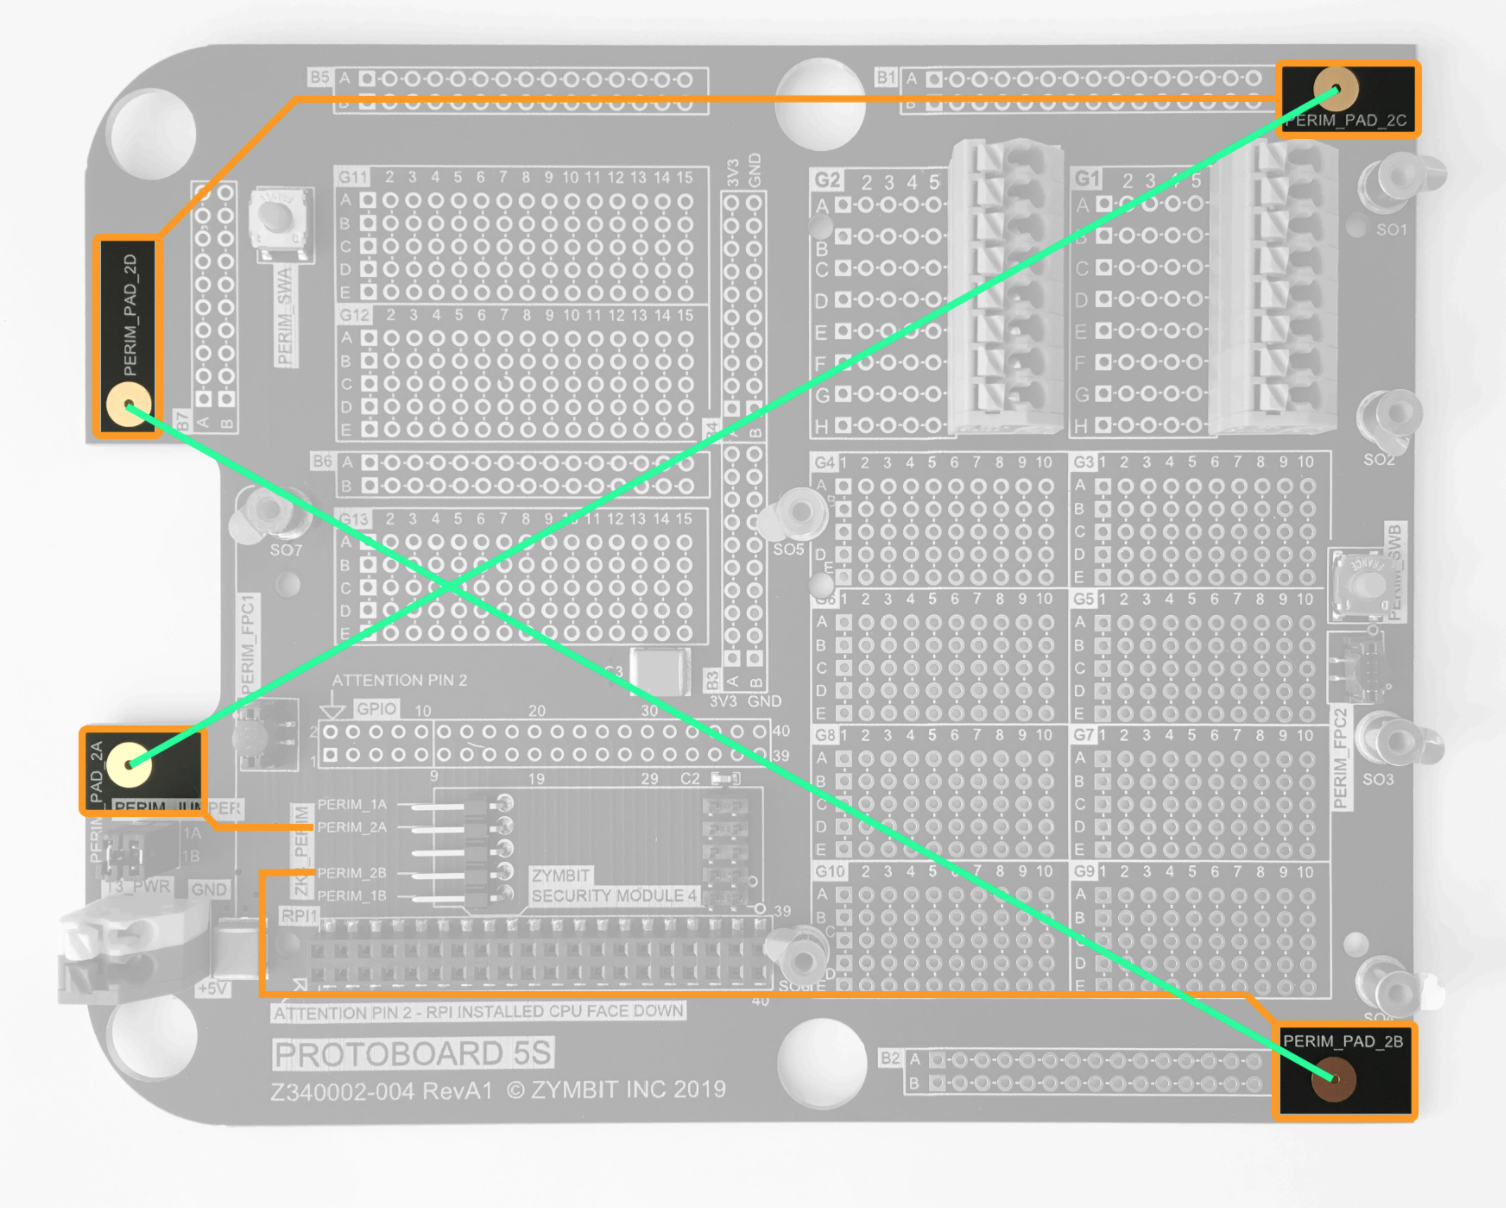 B5 A
B
B1 A
B
PERIM_PAD_2C
PERIM_PAD_2D
PERIM_SWA
B7
A B
G11 2 3 4 5 6 7 8 9 10 11 12 13 14 15
A
B
C
D
E
G12 2 3 4 5 6 7 8 9 10 11 12 13 14 15
A
B
C
D
E
B6 A
B
G13 2 3 4 5 6 7 8 9 10 11 12 13 14 15
A
B
C
D
E
3V3 GND
A B
B3
A B
3V3 GND
G2 2 3 4 5
A
B
C
D
E
F
G
H
G1 2 3 4 5
A
B
C
D
E
F
G
H
SO1
SO2
G4 1 2 3 4 5 6 7 8 9 10
A
B
C
D
E
G3 1 2 3 4 5 6 7 8 9 10
A
B
C
D
E
SO7
SO5
PERIM_SWB
FRANCE
1 2 3 4 5 6 7 8 9 10
A
B
C
D
E
G5 1 2 3 4 5 6 7 8 9 10
A
B
C
D
E
PERIM_FPC1
PERIM_FPC2
SO3
G8 1 2 3 4 5 6 7 8 9 10
A
B
C
D
E
G7 1 2 3 4 5 6 7 8 9 10
A
B
C
D
E
ATTENTION PIN 2
GPIO 10 20 30
2 40
1 39
9 19 29 C2
PERIM_PAD_2A
PERIM_JUMPER
1A
1B
GND
+5V
PERIM_1A
PERIM_2A
PERIM_2B
PERIM_1B
ZYMBIT
SECURITY MODULE 4
39
RPI1
40
G10 1 2 3 4 5 6 7 8 9 10
A
B
C
D
E
G9 1 2 3 4 5 6 7 8 9 10
A
B
C
D
E
ATTENTION PIN 2 - RPI INSTALLED CPU FACE DOWN
PROTOBOARD 5S
Z340002-004 RevA1 © ZYMBIT INC 2019
B2 A
B
PERIM_PAD_2B